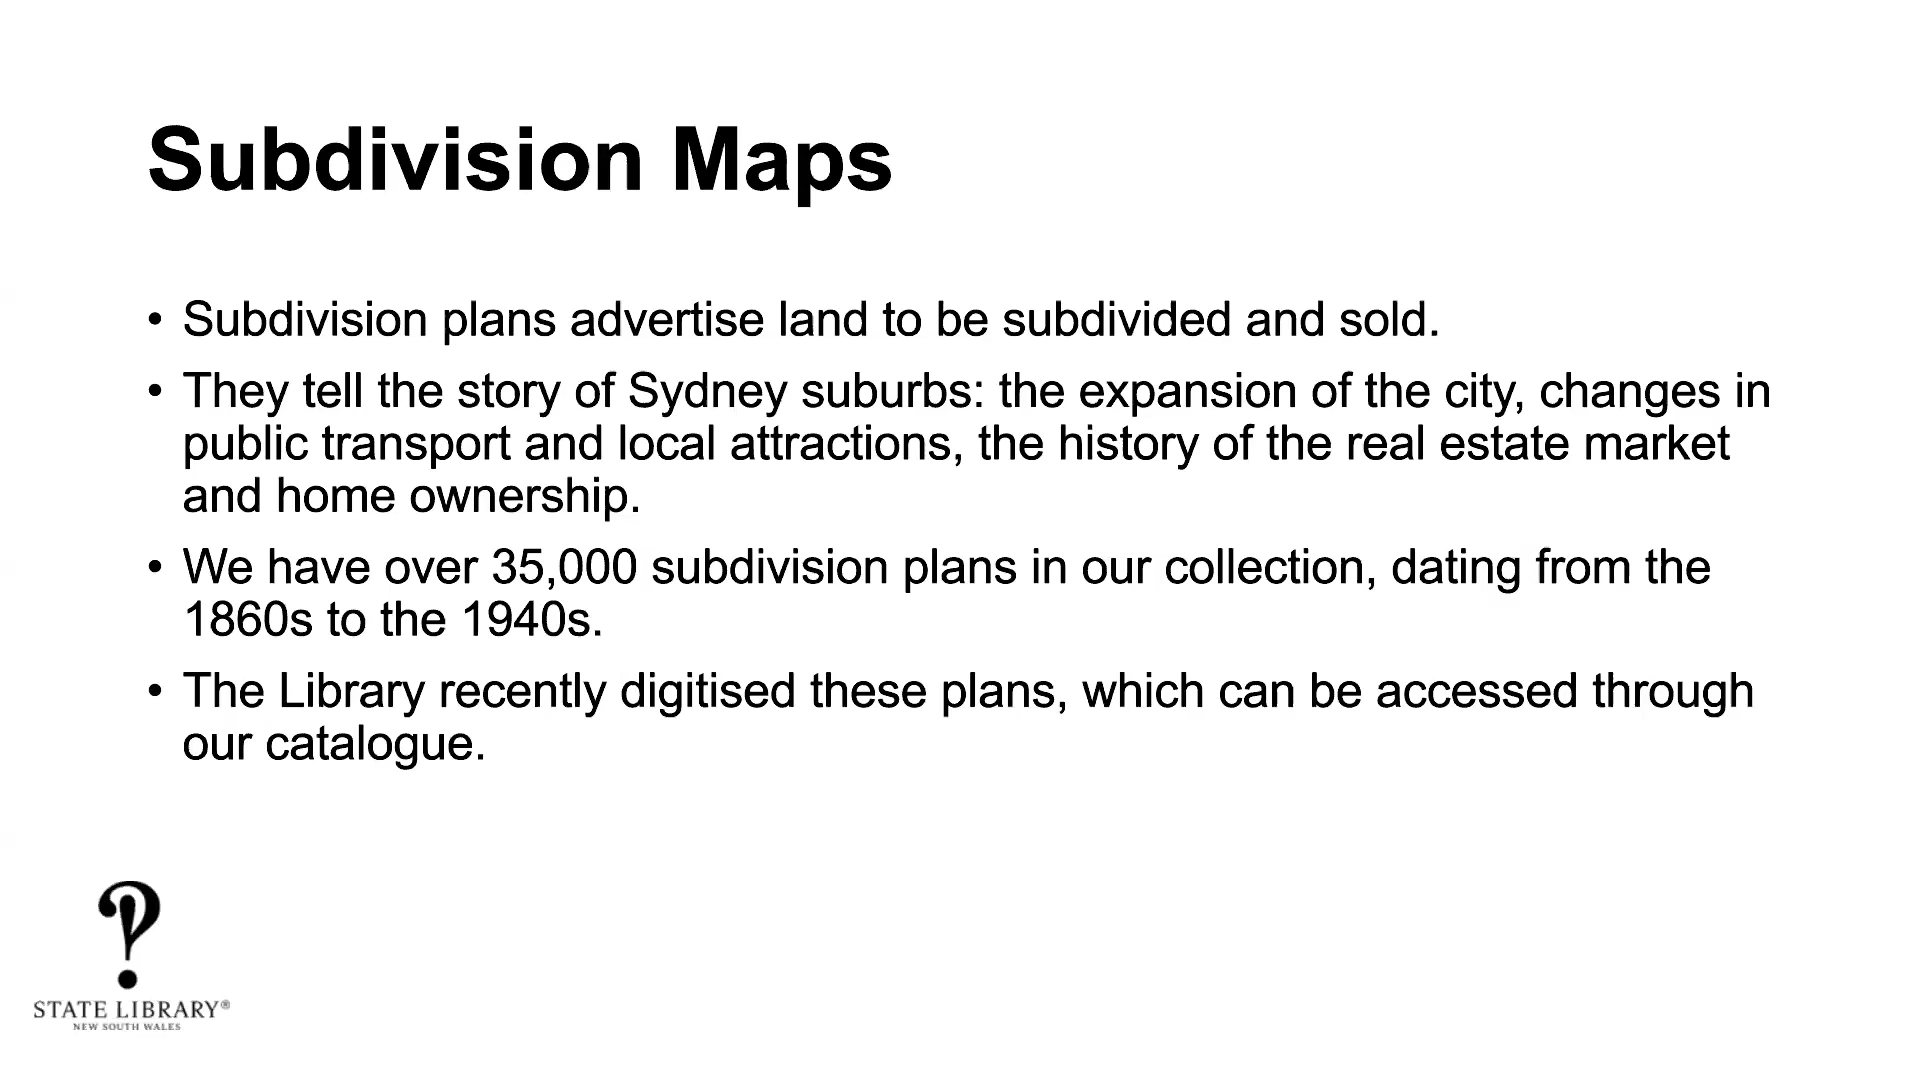 Subdivision Maps
• Subdivision plans advertise land to be subdivided and sold.
• They tell the story of Sydney suburbs: the expansion of the city, changes in
public transport and local attractions, the history of the real estate market
and home ownership.
• We have over 35,000 subdivision plans in our collection, dating from the
1860s to the 1940s.
• The Library recently digitised these plans, which can be accessed through
our catalogue.
STATE LIBRARY®
NEW SOUTH WALES